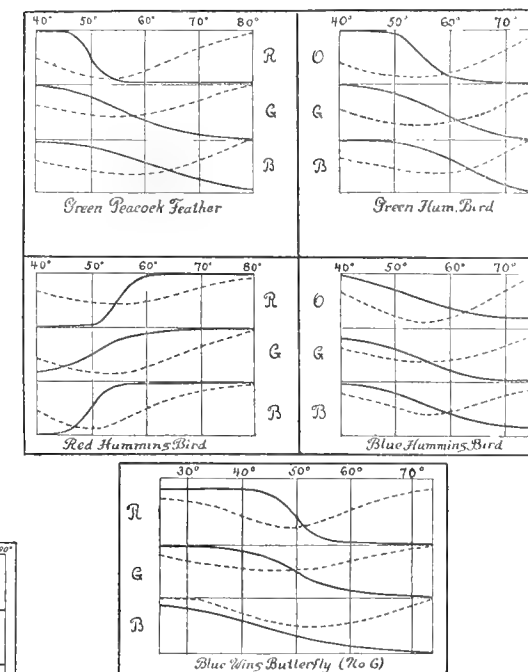 40° 50° 60° 70° 80°
R
G
B
Green Peacock Feather
40° 50° 60° 70°
O
G
B
Green Hum. Bird
40° 50° 60° 70° 80°
R
G
B
Red Humming Bird
40° 50° 60° 70°
O
G
B
Blue Humming Bird
30° 40° 50° 60° 70°
R
G
B
Blue Wing Butterfly (No G)